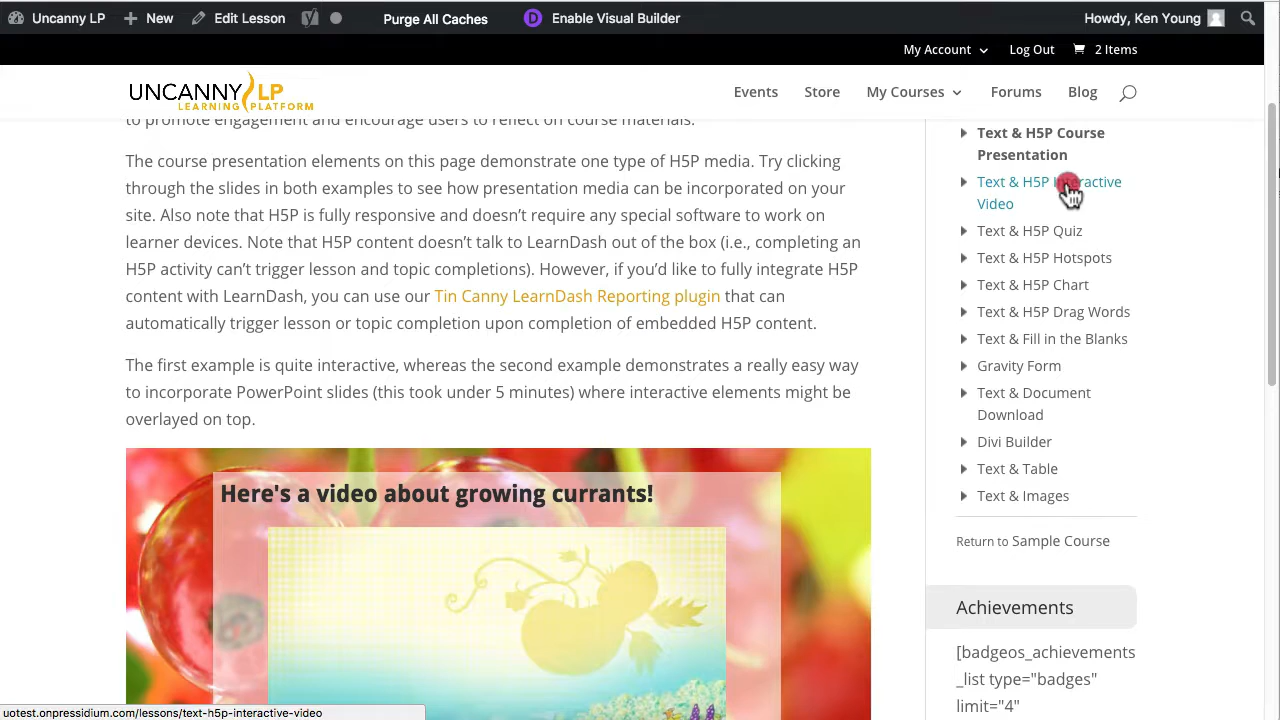 Uncanny LP New Edit Lesson Purge All Caches Enable Visual Builder Howdy, Ken Young
My Account Log Out 2 Items
UNCANNY LP
LEARNING PLATFORM
Events Store My Courses Forums Blog
to promote engagement and encourage users to reflect on course materials.
The course presentation elements on this page demonstrate one type of H5P media. Try clicking
through the slides in both examples to see how presentation media can be incorporated on your
site. Also note that H5P is fully responsive and doesn’t require any special software to work on
learner devices. Note that H5P content doesn’t talk to LearnDash out of the box (i.e., completing an
H5P activity can’t trigger lesson and topic completions). However, if you’d like to fully integrate H5P
content with LearnDash, you can use our Tin Canny LearnDash Reporting plugin that can
automatically trigger lesson or topic completion upon completion of embedded H5P content.
The first example is quite interactive, whereas the second example demonstrates a really easy way
to incorporate PowerPoint slides (this took under 5 minutes) where interactive elements might be
overlayed on top.
Here's a video about growing currants!
Text & H5P Course
Presentation
Text & H5P Interactive
Video
Text & H5P Quiz
Text & H5P Hotspots
Text & H5P Chart
Text & H5P Drag Words
Text & Fill in the Blanks
Gravity Form
Text & Document
Download
Divi Builder
Text & Table
Text & Images
Return to Sample Course
Achievements
[badgeos_achievements
_list type="badges"
limit="4"
uotest.onpressidium.com/lessons/text-h5p-interactive-video